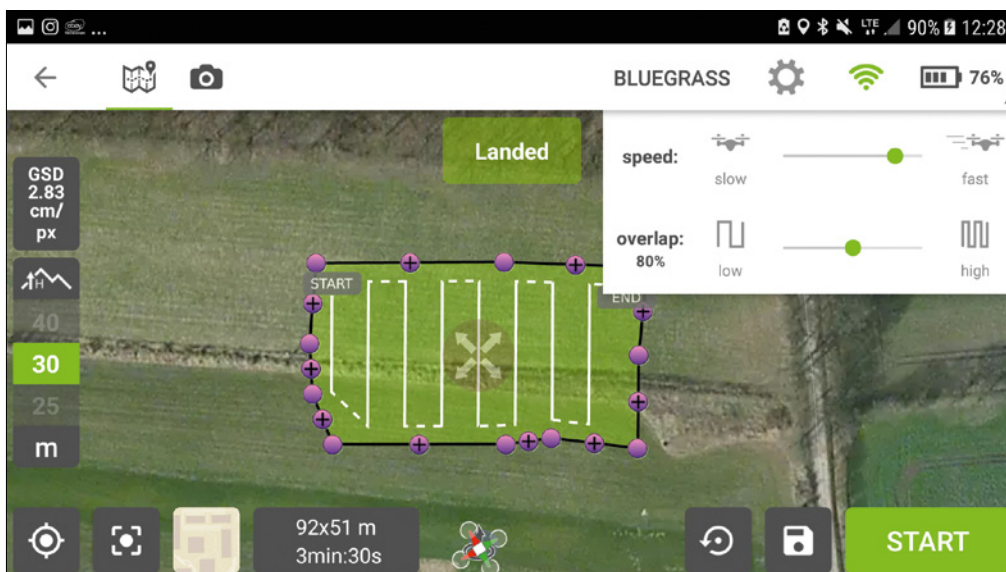 ... LTE 90% 12:28
BLUEGRASS 76%
Landed
speed:
slow fast
overlap:
80%
low high
GSD
2.83
cm/
px
H
40
30
25
m
START
END
92x51 m
3min:30s
START